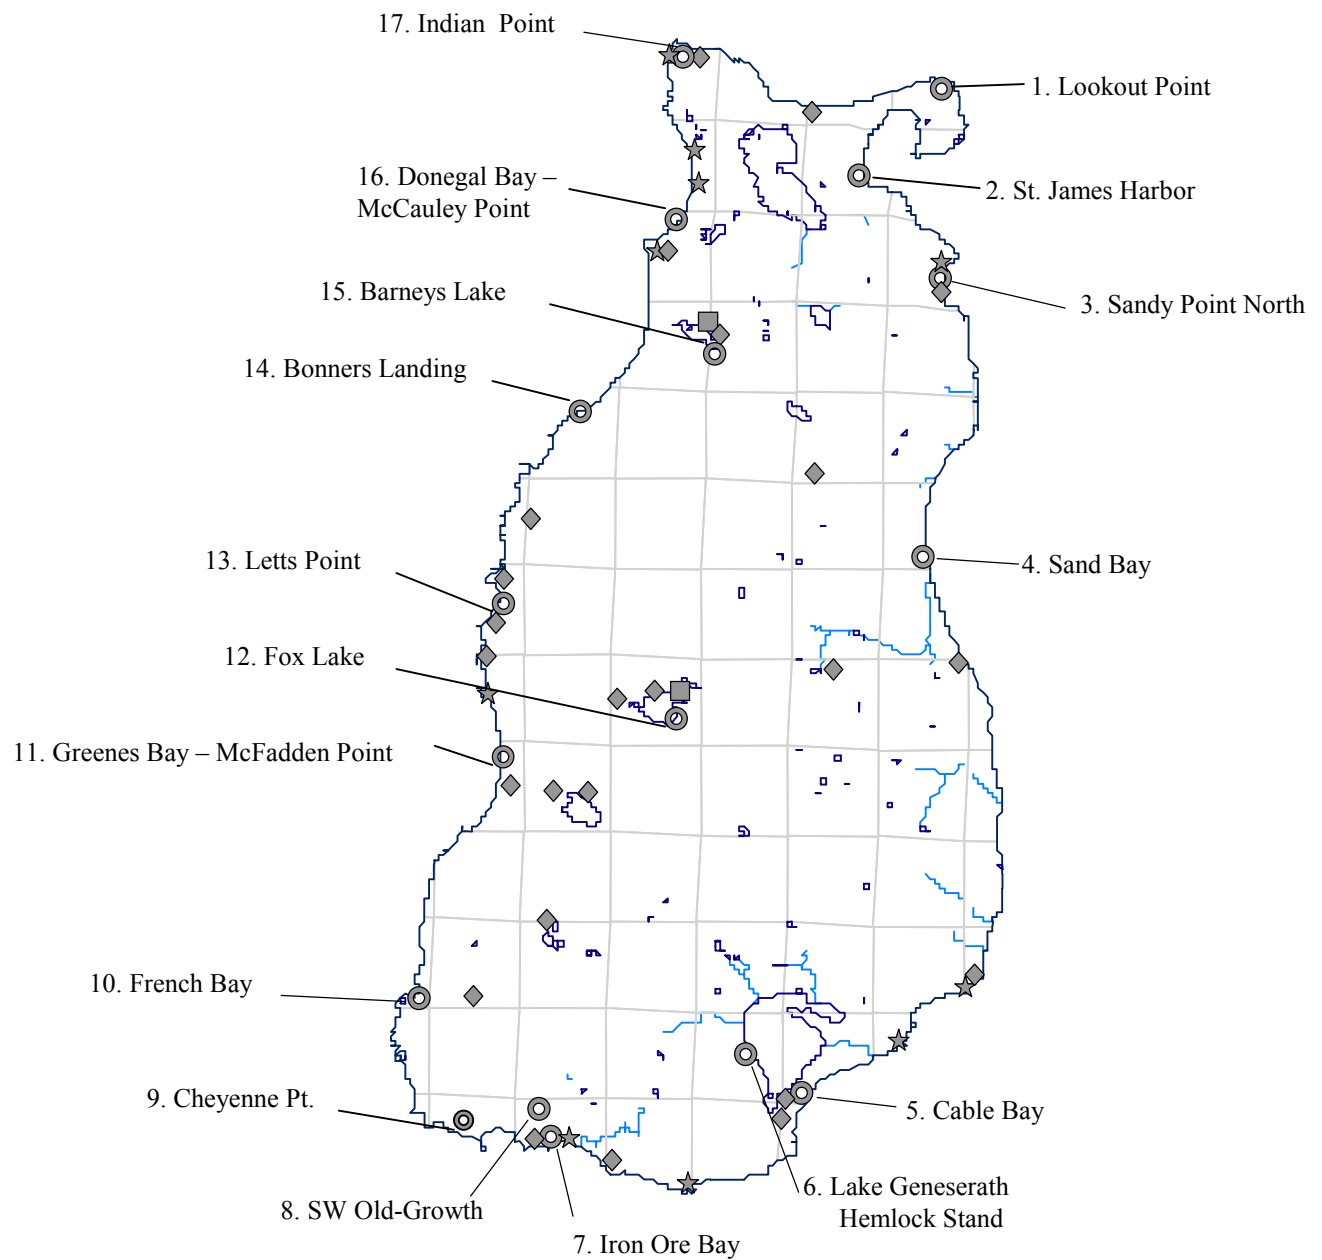 17. Indian  Point
1. Lookout Point
16. Donegal Bay –
McCauley Point
2. St. James Harbor
15. Barneys Lake
3. Sandy Point North
14. Bonners Landing
13. Letts Point
4. Sand Bay
12. Fox Lake
11. Greenes Bay – McFadden Point
10. French Bay
9. Cheyenne Pt.
5. Cable Bay
8. SW Old-Growth
6. Lake Geneserath
Hemlock Stand
7. Iron Ore Bay